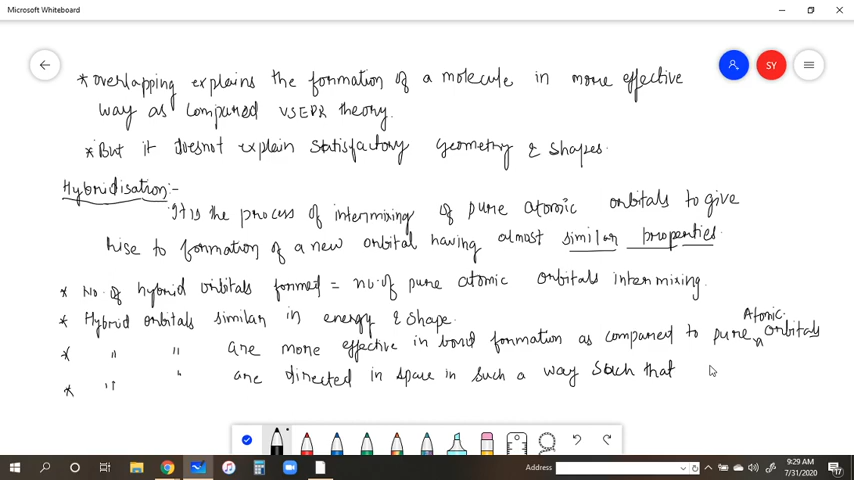 Microsoft Whiteboard
SY
*Overlapping explains the formation of a molecule in more effective
way as compared VSEPR theory.
*But it doesnot explain statisfactory geometry & shapes.
Hybridisation:-
It is the process of intermixing of pure atomic orbitals to give
rise to formation of a new orbital having almost similar properties.
* No. of hybrid orbitals formed = no. of pure atomic orbitals intermixing.
* Hybrid orbitals similar in energy & shape.
* " " are more effective in bond formation as compared to pure Atomic orbitals
* " " are directed in space in such a way such that
Address
9:29 AM
7/31/2020
17